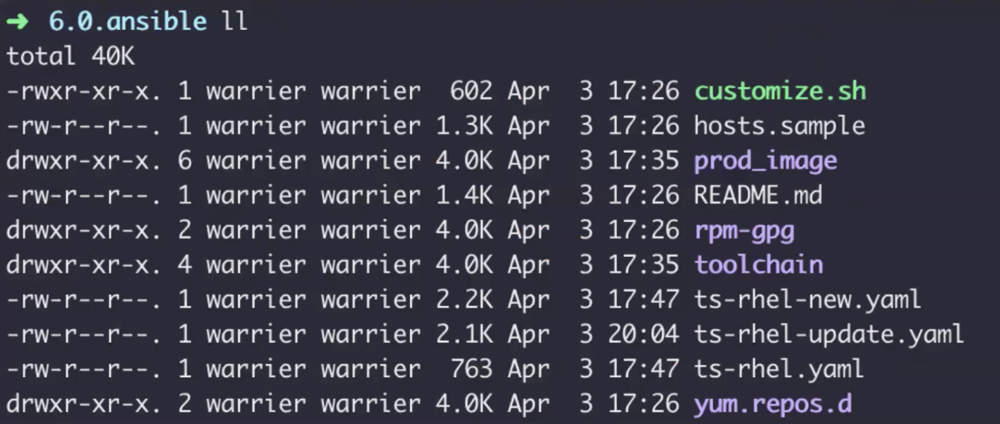 ➜ 6.0.ansible ll
total 40K
-rwxr-xr-x. 1 warrier warrier  602 Apr  3 17:26 customize.sh
-rw-r--r--. 1 warrier warrier 1.3K Apr  3 17:26 hosts.sample
drwxr-xr-x. 6 warrier warrier 4.0K Apr  3 17:35 prod_image
-rw-r--r--. 1 warrier warrier 1.4K Apr  3 17:26 README.md
drwxr-xr-x. 2 warrier warrier 4.0K Apr  3 17:26 rpm-gpg
drwxr-xr-x. 4 warrier warrier 4.0K Apr  3 17:35 toolchain
-rw-r--r--. 1 warrier warrier 2.2K Apr  3 17:47 ts-rhel-new.yaml
-rw-r--r--. 1 warrier warrier 2.1K Apr  3 20:04 ts-rhel-update.yaml
-rw-r--r--. 1 warrier warrier  763 Apr  3 17:47 ts-rhel.yaml
drwxr-xr-x. 2 warrier warrier 4.0K Apr  3 17:26 yum.repos.d